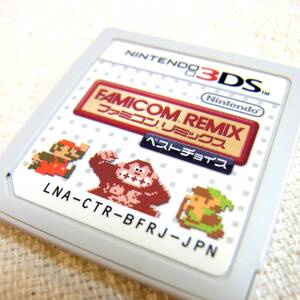 NINTENDO 3DS™
Nintendo®
FAMICOM REMIX
ファミコンリミックス
ベストチョイス
LNA-CTR-BFRJ-JPN